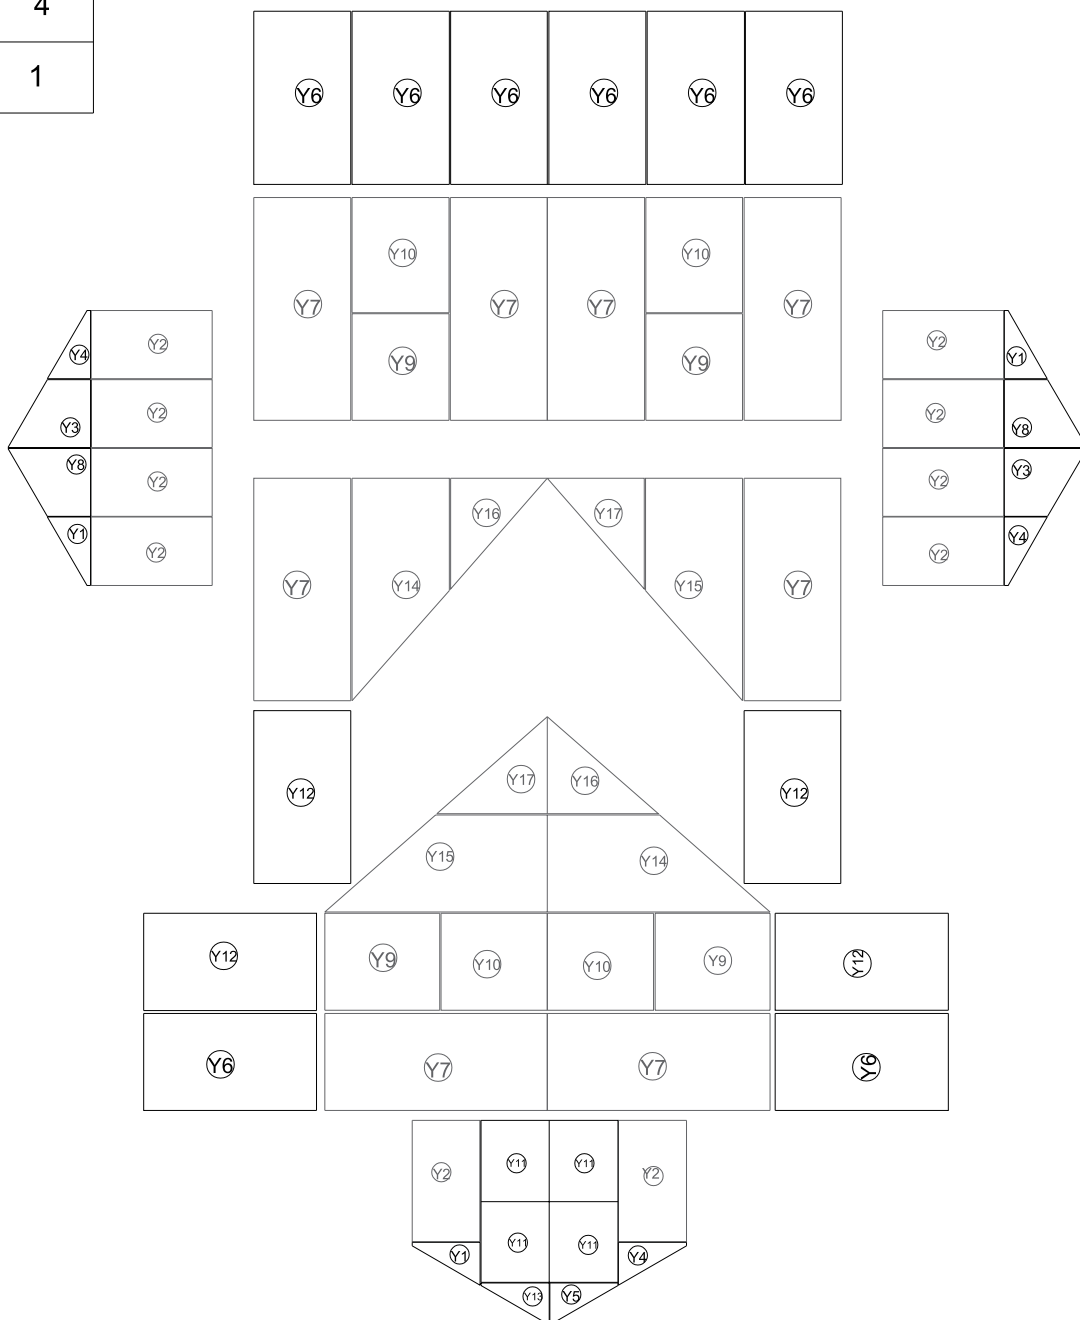 4
1
Y6 Y6 Y6 Y6 Y6 Y6
Y10 Y10
Y7 Y7 Y7 Y7
Y9 Y9
Y4 Y2 Y2 Y1
Y3 Y2 Y2 Y8
Y8 Y2 Y2 Y3
Y1 Y2 Y2 Y4
Y16 Y17
Y7 Y14 Y15 Y7
Y17 Y16
Y12 Y12
Y15 Y14
Y12 Y9 Y10 Y10 Y9 Y12
Y6 Y7 Y7 Y6
Y2 Y11 Y11 Y2
Y11 Y11
Y1 Y4
Y13 Y5